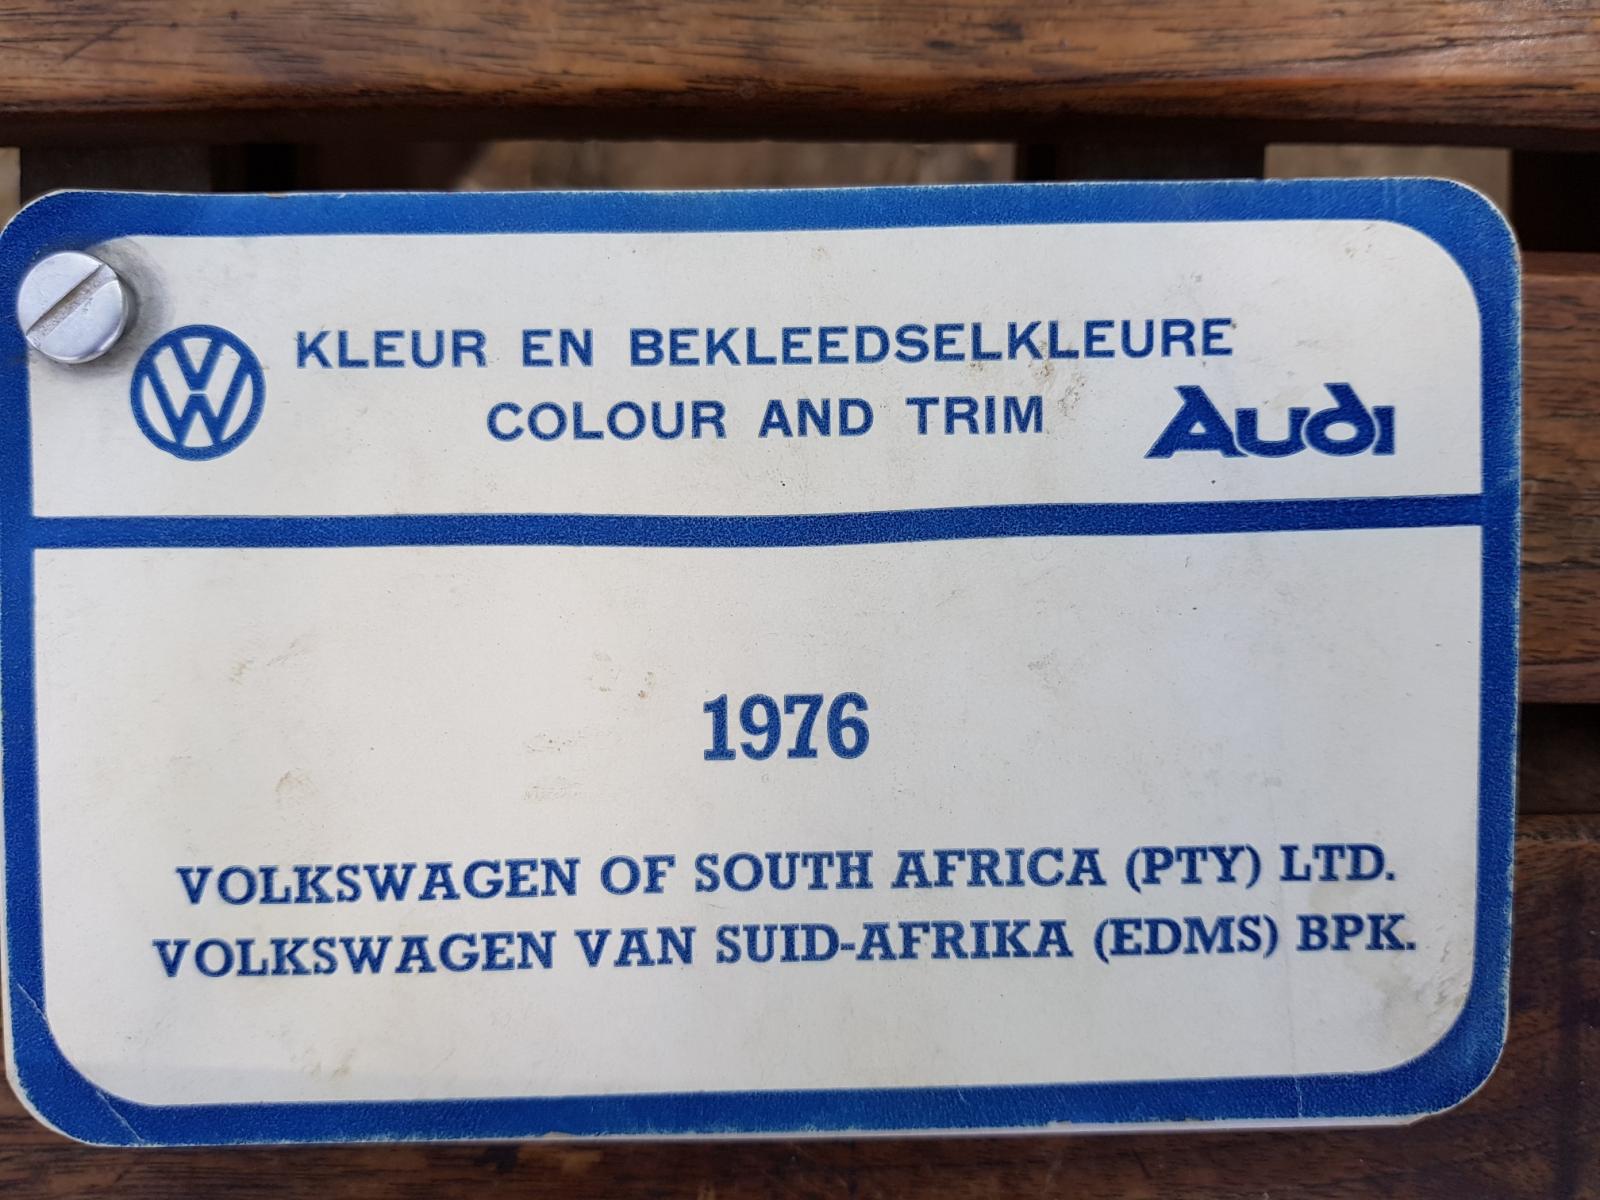 VW KLEUR EN BEKLEEDSELKLEURE
COLOUR AND TRIM Audi
1976
VOLKSWAGEN OF SOUTH AFRICA (PTY) LTD.
VOLKSWAGEN VAN SUID-AFRIKA (EDMS) BPK.